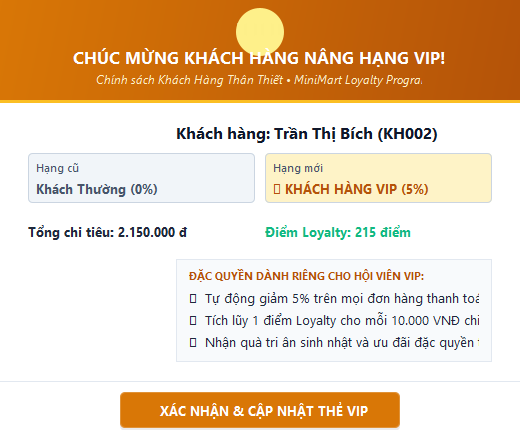 CHÚC MỪNG KHÁCH HÀNG NÂNG HẠNG VIP!
Chính sách Khách Hàng Thân Thiết • MiniMart Loyalty Progra.
Khách hàng: Trần Thị Bích (KH002)
Hạng cũ
Khách Thường (0%)
Hạng mới
KHÁCH HÀNG VIP (5%)
Tổng chi tiêu: 2.150.000 đ
Điểm Loyalty: 215 điểm
ĐẶC QUYỀN DÀNH RIÊNG CHO HỘI VIÊN VIP:
Tự động giảm 5% trên mọi đơn hàng thanh toá
Tích lũy 1 điểm Loyalty cho mỗi 10.000 VNĐ chi
Nhận quà tri ân sinh nhật và ưu đãi đặc quyền
XÁC NHẬN & CẬP NHẬT THẺ VIP